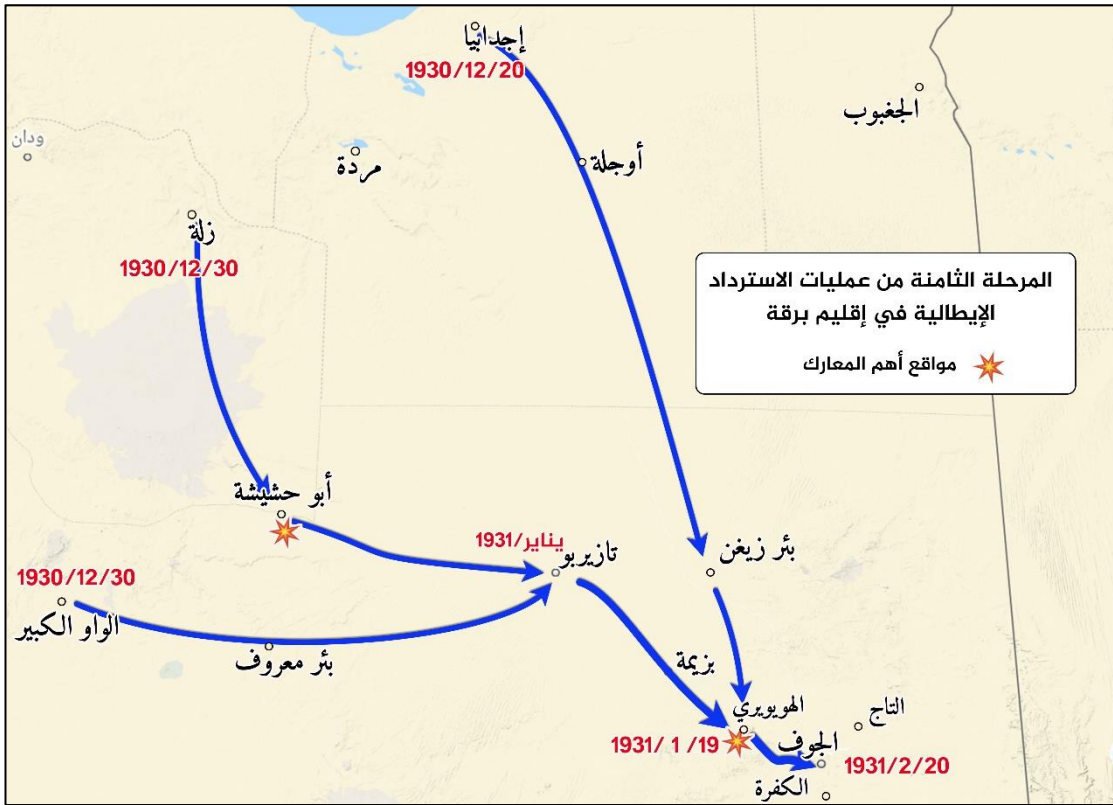 إجدابيا
1930/12/20
الجغبوب
ودان
مردة
أوجلة
زلة
1930/12/30
المرحلة الثامنة من عمليات الاسترداد
الإيطالية في إقليم برقة
مواقع أهم المعارك
أبو حشيشة
يناير/1931
تازيربو
بئر زيغن
1930/12/30
الواو الكبير
بئر معروف
بزيمة
الهويويري
التاج
1931/ 1 /19
الجوف
1931/2/20
الكفرة